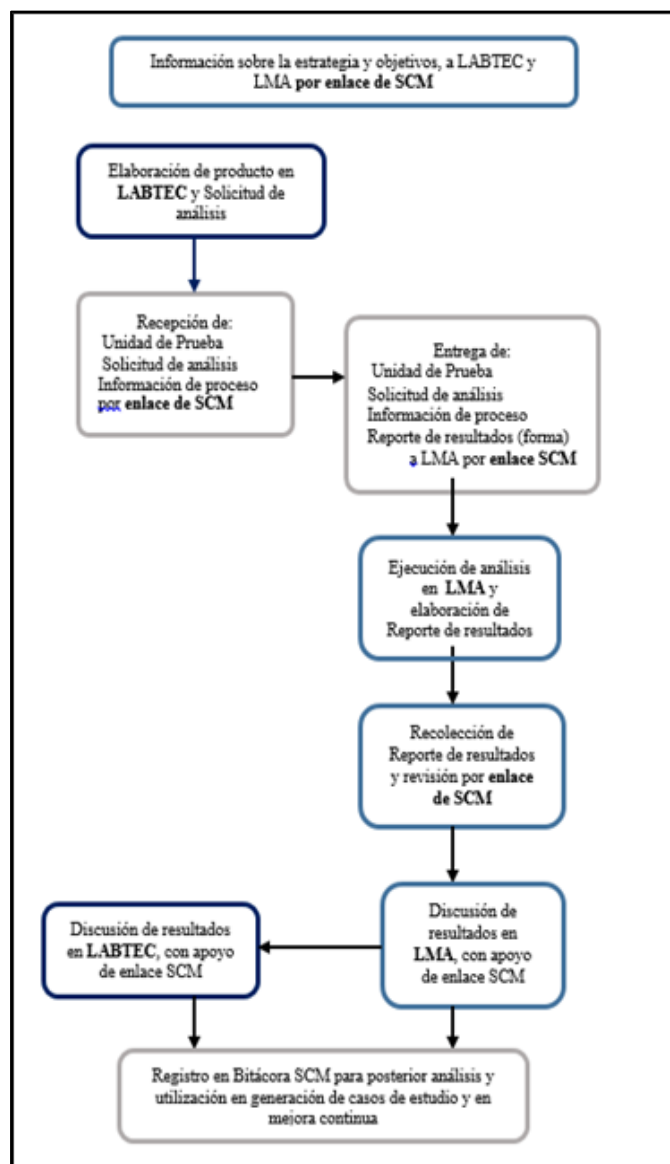 Información sobre la estrategia y objetivos, a LABTEC y
LMA por enlace de SCM
Elaboración de producto en
LABTEC y Solicitud de
análisis
Recepción de:
Unidad de Prueba
Solicitud de análisis
Información de proceso
por enlace de SCM
Entrega de:
Unidad de Prueba
Solicitud de análisis
Información de proceso
Reporte de resultados (forma)
a LMA por enlace SCM
Ejecución de análisis
en LMA y
elaboración de
Reporte de resultados
Recolección de
Reporte de resultados
y revisión por enlace
de SCM
Discusión de resultados
en LABTEC, con apoyo
de enlace SCM
Discusión de
resultados en
LMA, con apoyo
de enlace SCM
Registro en Bitácora SCM para posterior análisis y
utilización en generación de casos de estudio y en
mejora continua